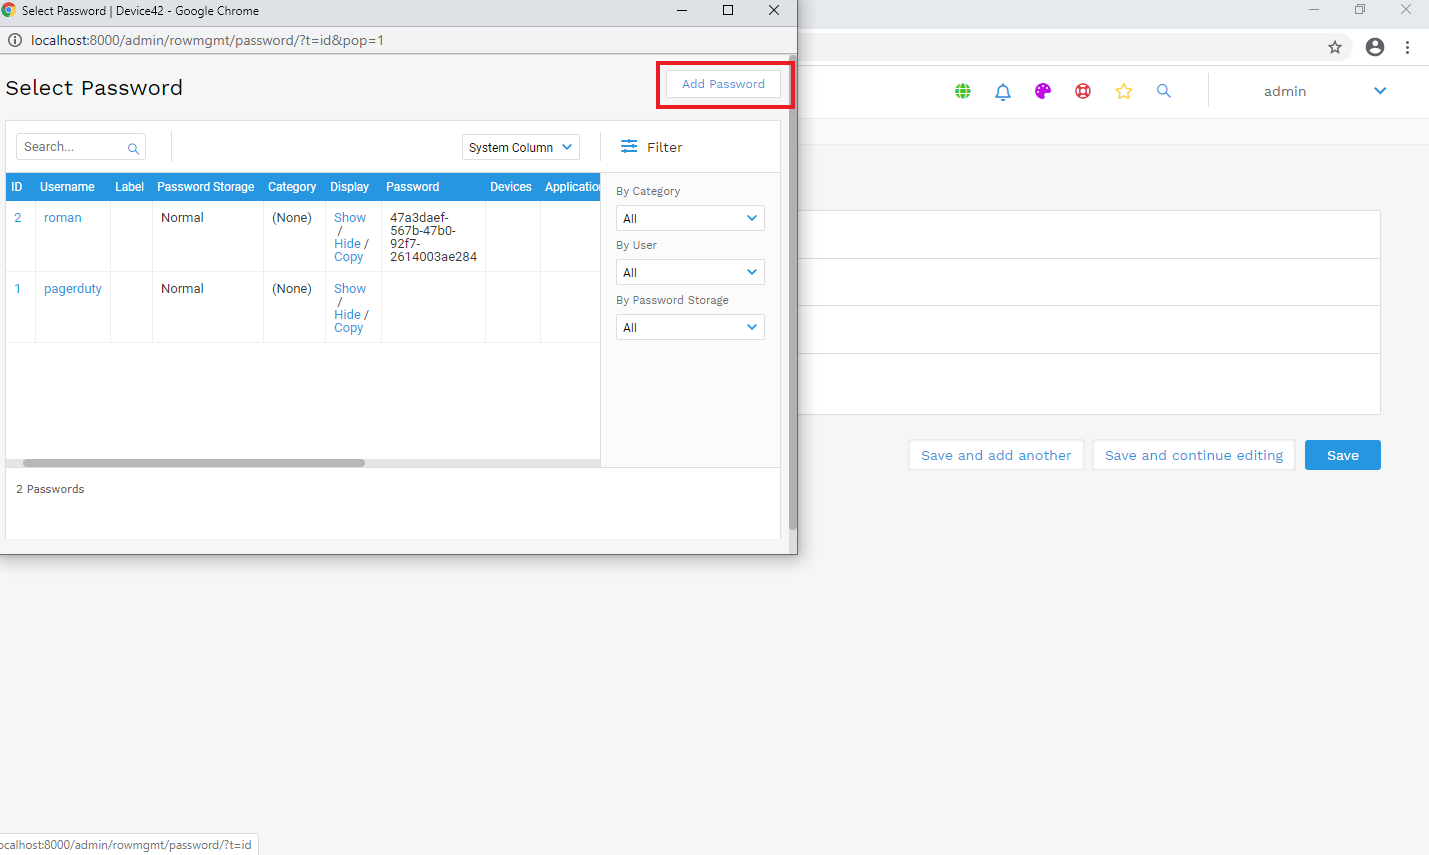 Select Password | Device42 - Google Chrome
localhost:8000/admin/rowmgmt/password/?t=id&pop=1
Select Password
Add Password
admin
Search...
System Column
Filter
ID Username Label Password Storage Category Display Password Devices Application
2 roman Normal (None) Show / Hide / Copy 47a3daef-567b-47b0-92f7-2614003ae284
1 pagerduty Normal (None) Show / Hide / Copy
By Category
All
By User
All
By Password Storage
All
2 Passwords
Save and add another
Save and continue editing
Save
ocalhost:8000/admin/rowmgmt/password/?t=id